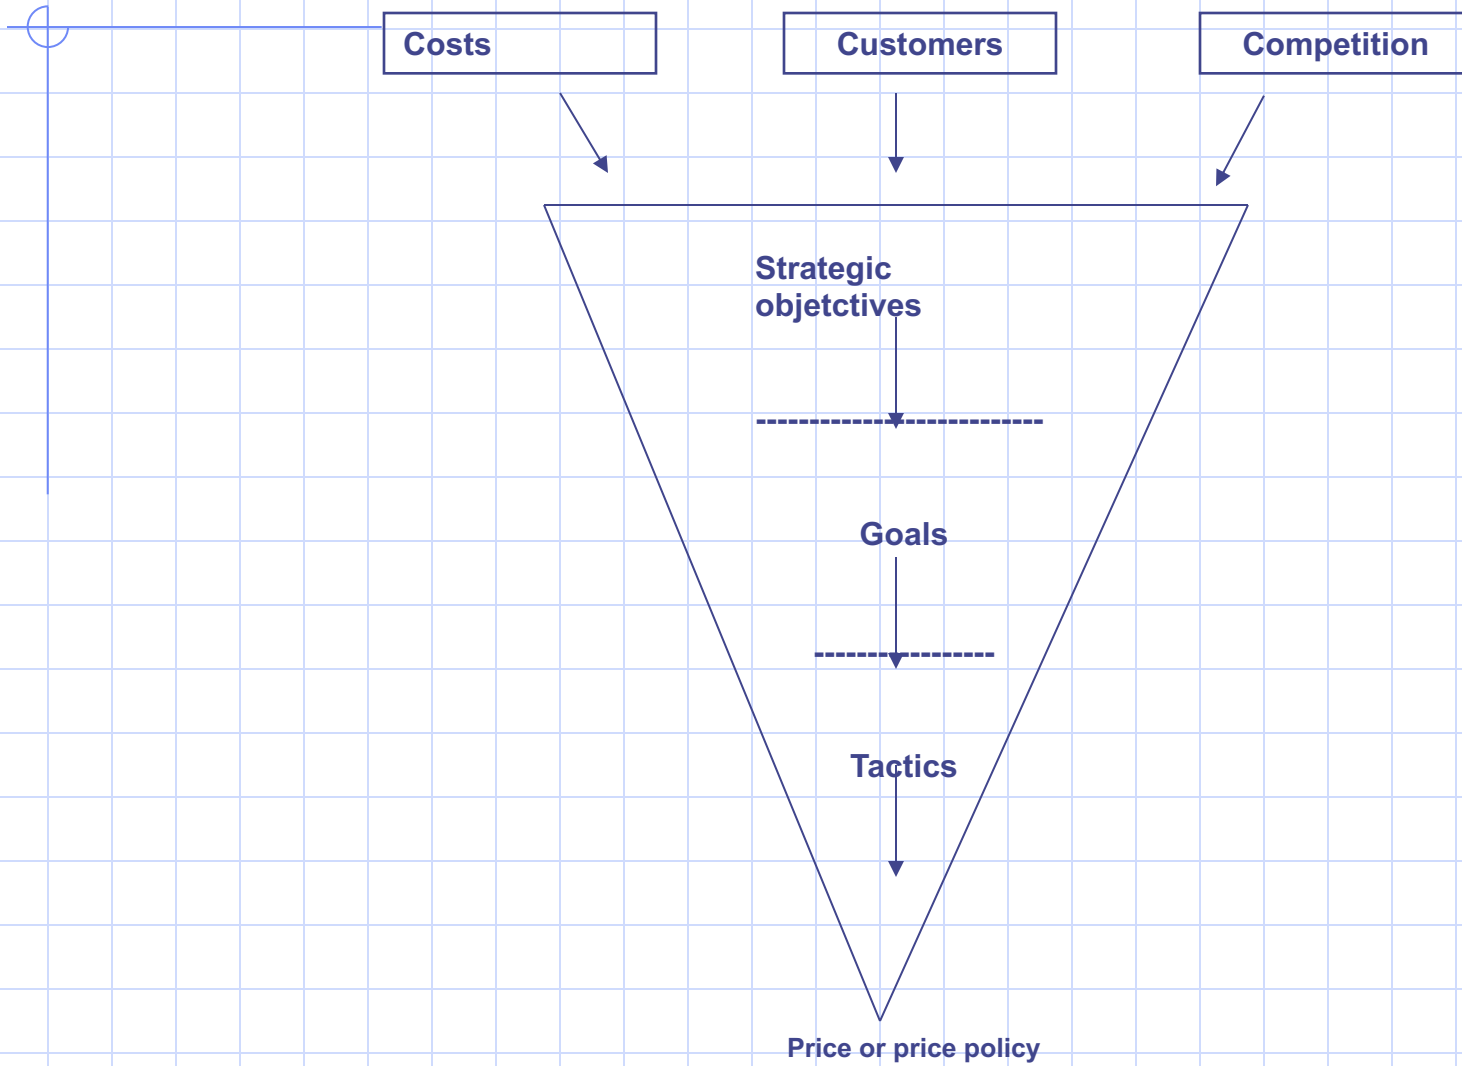 Costs
Customers
Competition
Strategic
objetctives
---------------------------
Goals
-----------------
Tactics
Price or price policy